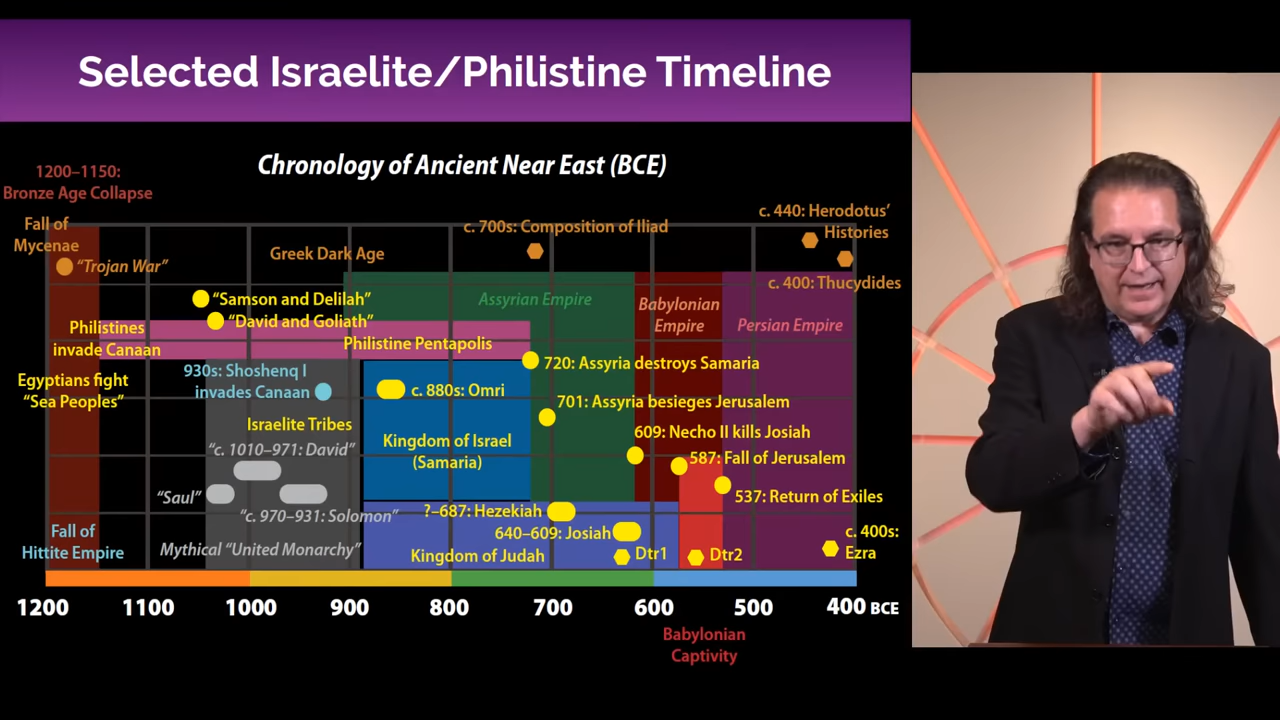 Selected Israelite/Philistine Timeline
Chronology of Ancient Near East (BCE)
1200–1150:
Bronze Age Collapse
Fall of
Mycenae
“Trojan War”
Greek Dark Age
c. 700s: Composition of Iliad
c. 440: Herodotus’
Histories
c. 400: Thucydides
“Samson and Delilah”
“David and Goliath”
Assyrian Empire
Babylonian
Empire
Persian Empire
Philistines
invade Canaan
Philistine Pentapolis
Egyptians fight
“Sea Peoples”
930s: Shoshenq I
invades Canaan
720: Assyria destroys Samaria
c. 880s: Omri
701: Assyria besieges Jerusalem
Israelite Tribes
“c. 1010–971: David”
Kingdom of Israel
(Samaria)
609: Necho II kills Josiah
587: Fall of Jerusalem
“Saul”
“c. 970–931: Solomon”
537: Return of Exiles
?–687: Hezekiah
640–609: Josiah
Fall of
Hittite Empire
Mythical “United Monarchy”
Kingdom of Judah
Dtr1
Dtr2
c. 400s:
Ezra
1200 1100 1000 900 800 700 600 500 400 BCE
Babylonian
Captivity